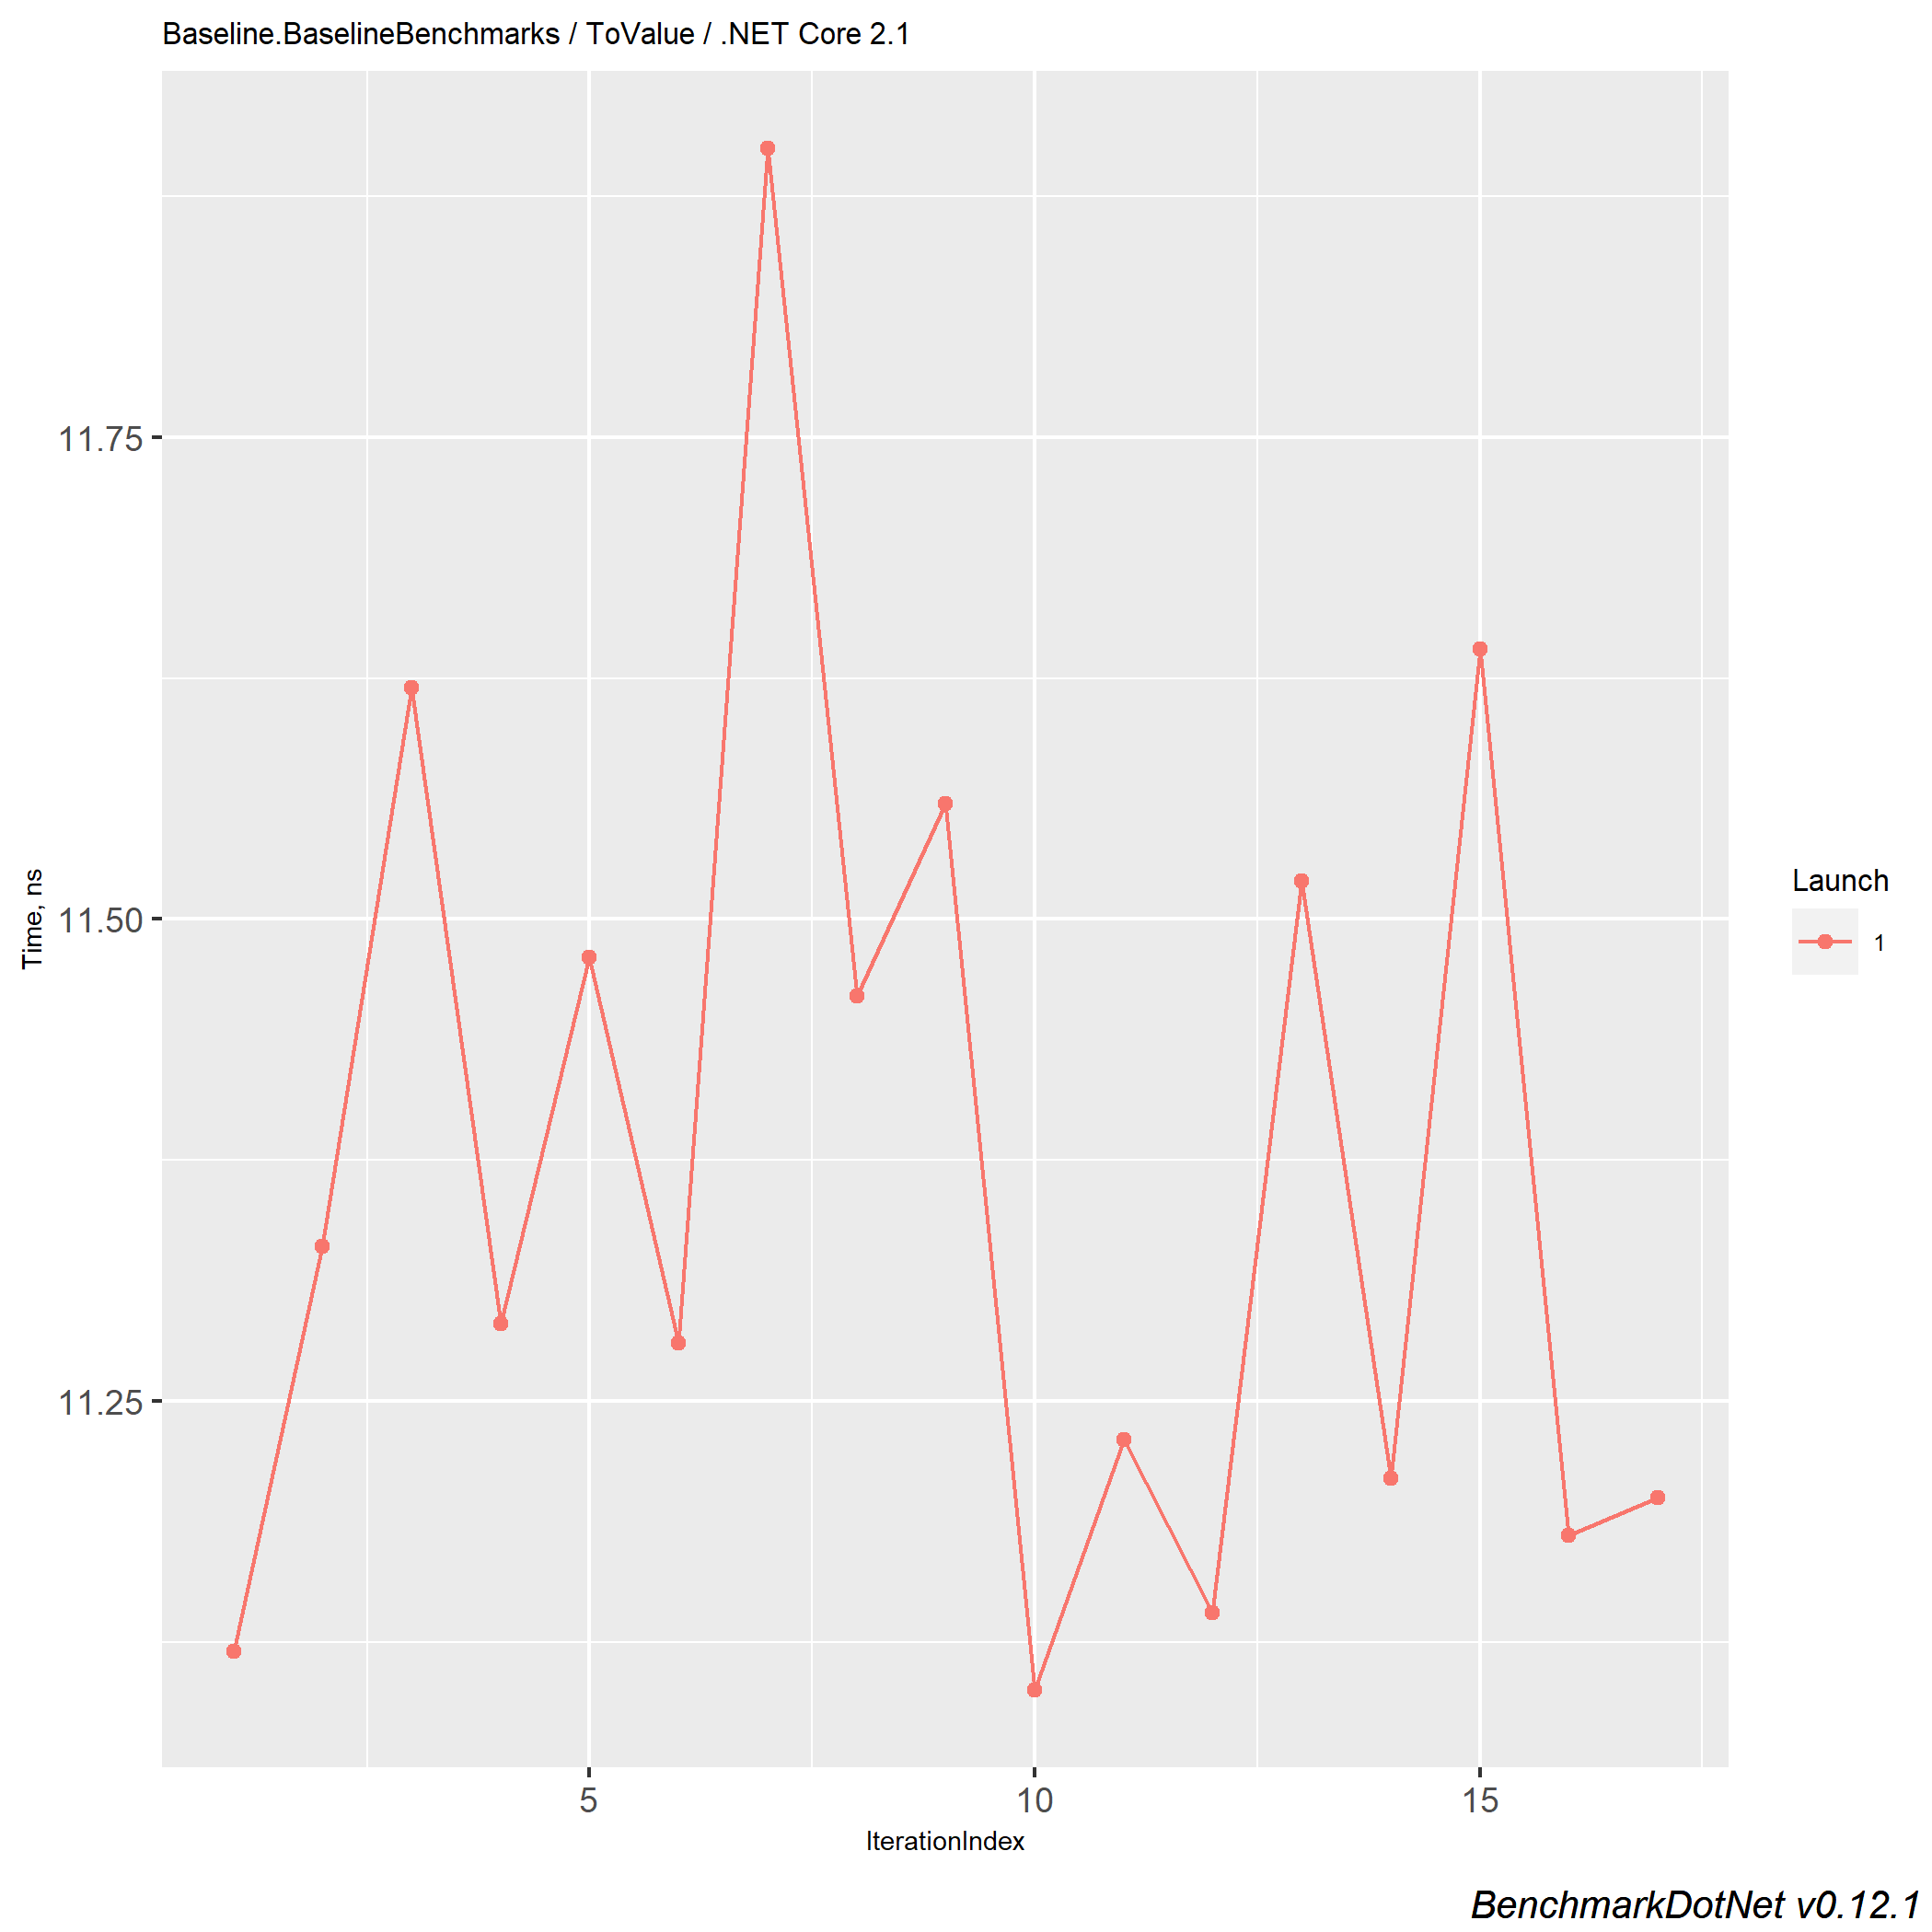 Baseline.BaselineBenchmarks / ToValue / .NET Core 2.1
Time, ns
11.75
11.50
11.25
5
10
15
IterationIndex
Launch
1
BenchmarkDotNet v0.12.1